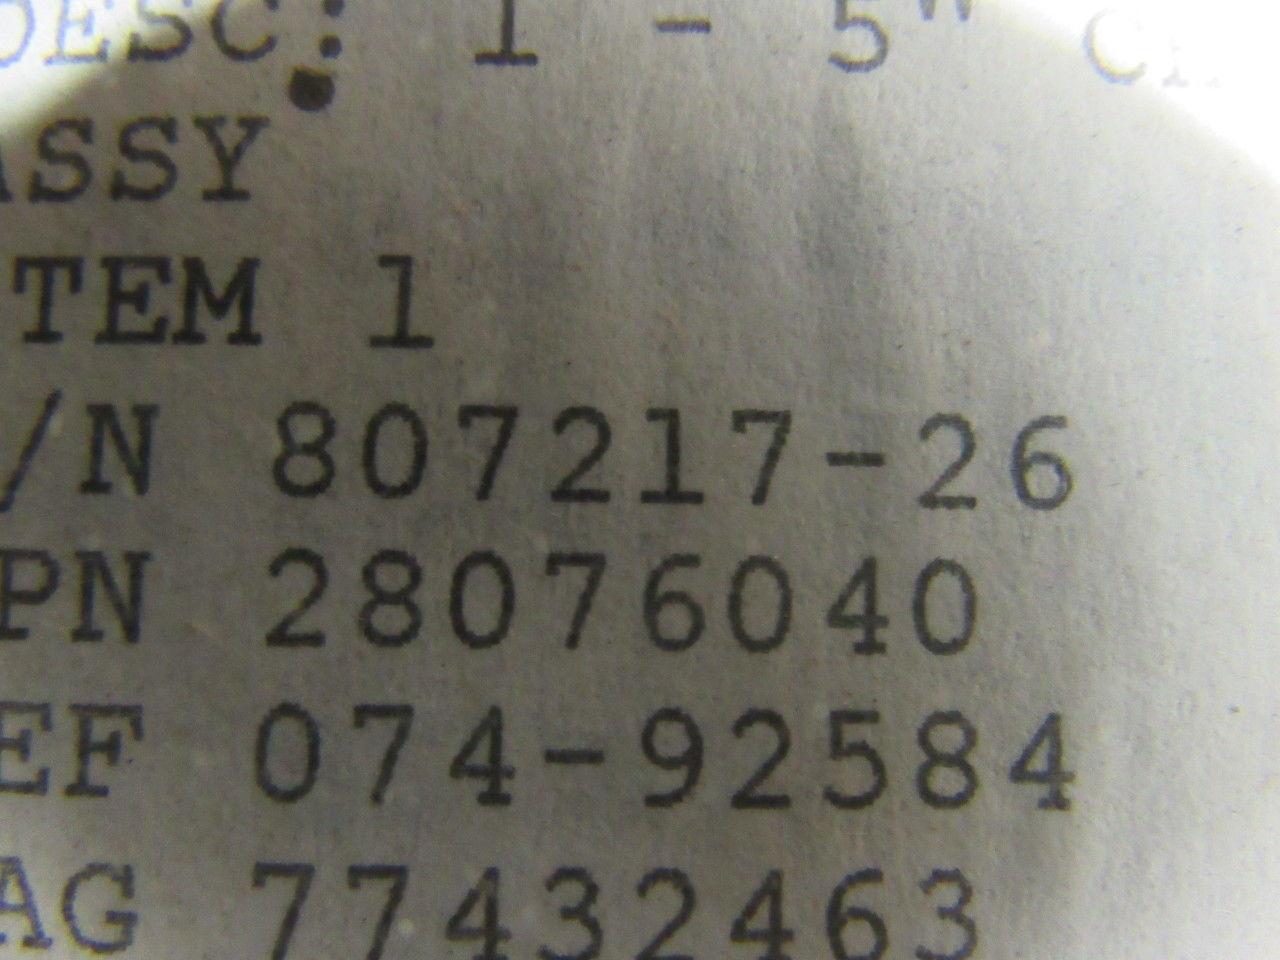 DESC: 1 - 5"
ASSY
TEM 1
/N 807217-26
PN 28076040
EF 074-92584
AG 77432463